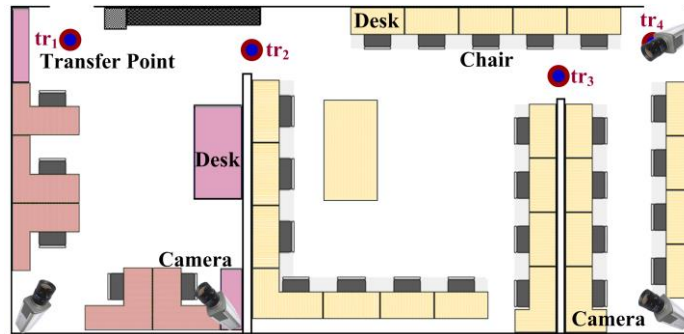 Desk
tr1
tr2
tr4
Transfer Point
Chair
tr3
Desk
Camera
Camera